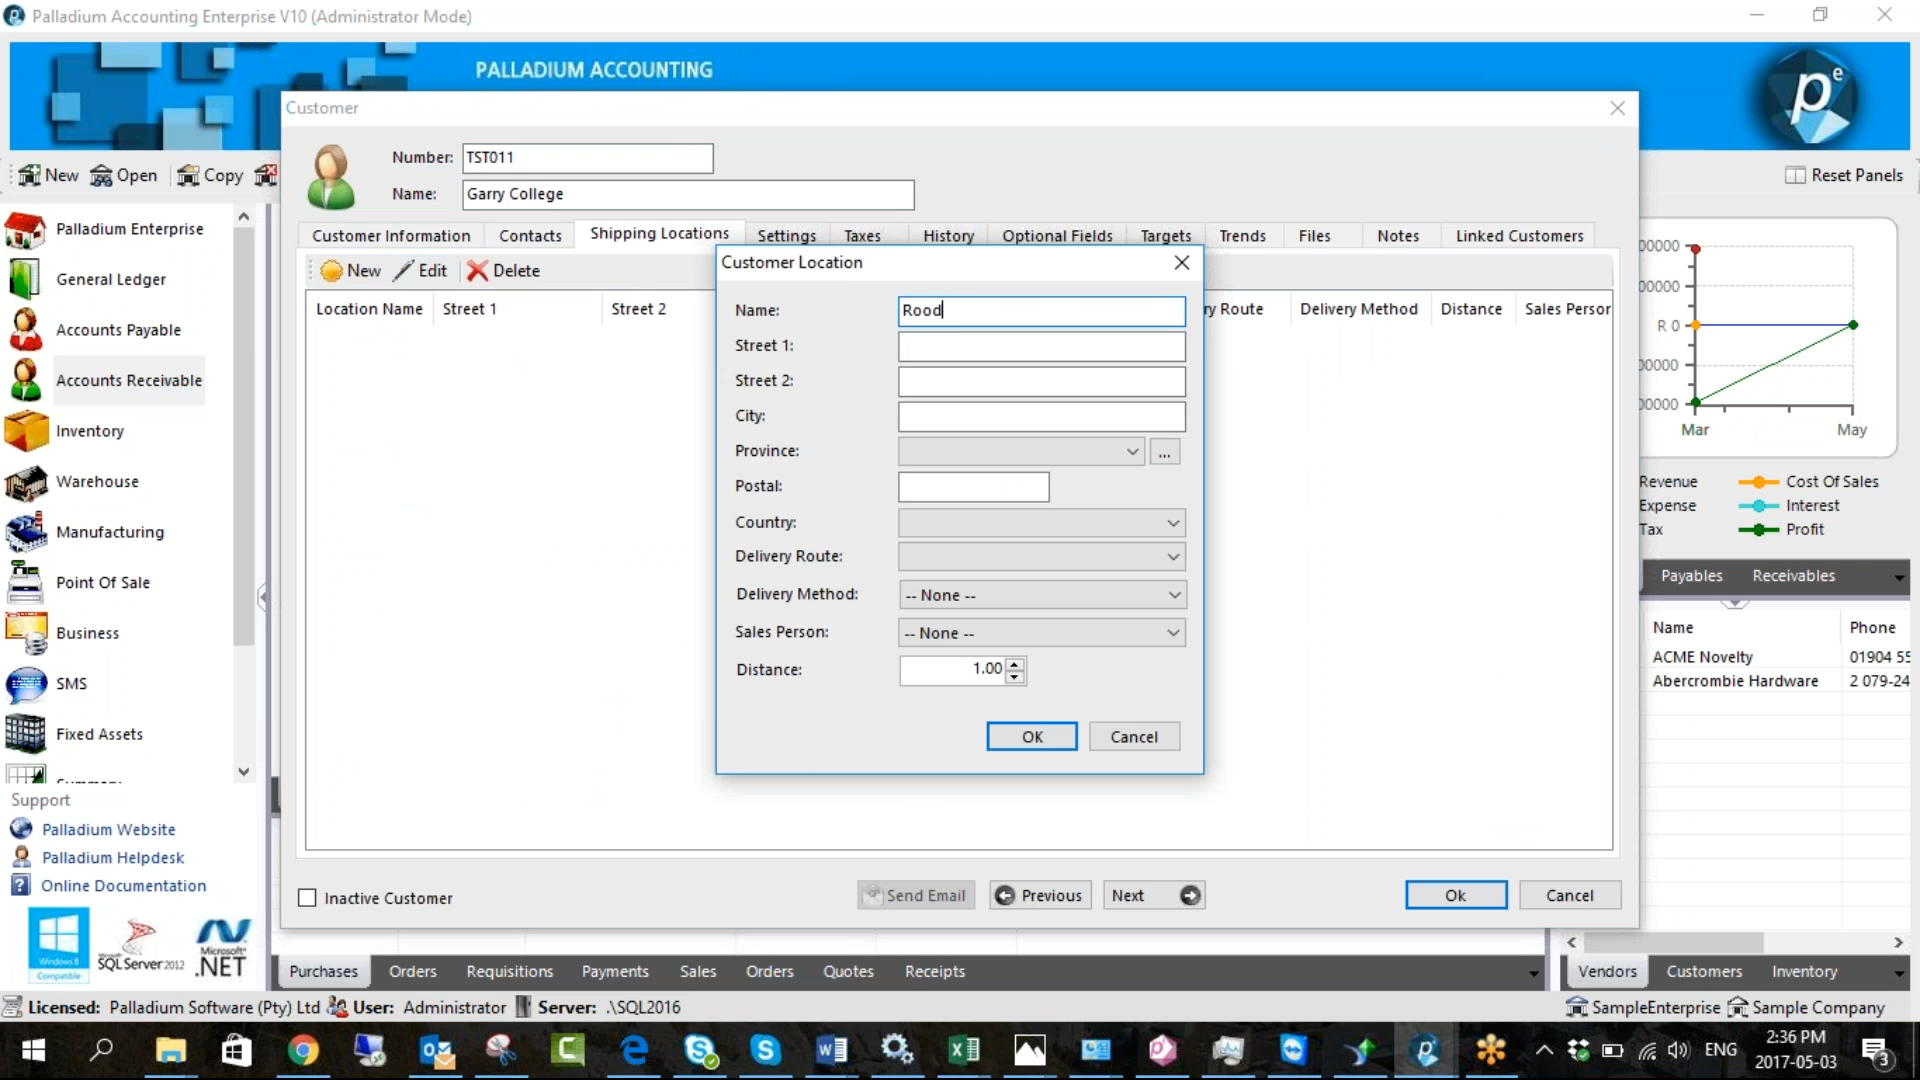 Palladium Accounting Enterprise V10 (Administrator Mode)
PALLADIUM ACCOUNTING
New Open Copy
Reset Panels
Palladium Enterprise
General Ledger
Accounts Payable
Accounts Receivable
Inventory
Warehouse
Manufacturing
Point Of Sale
Business
SMS
Fixed Assets
Support
Palladium Website
Palladium Helpdesk
Online Documentation
Windows 8
Compatible
SQL Server 2012
Microsoft
.NET
Customer
Number: TST011
Name: Garry College
Customer Information Contacts Shipping Locations Settings Taxes History Optional Fields Targets Trends Files Notes Linked Customers
New Edit Delete
Location Name Street 1 Street 2 ry Route Delivery Method Distance Sales Person
Customer Location
Name: Rood
Street 1:
Street 2:
City:
Province: ...
Postal:
Country:
Delivery Route:
Delivery Method: -- None --
Sales Person: -- None --
Distance: 1.00
OK Cancel
Inactive Customer
Send Email Previous Next Ok Cancel
R 0
Mar May
Revenue Cost Of Sales
Expense Interest
Tax Profit
Payables Receivables
Name Phone
ACME Novelty 01904 55
Abercrombie Hardware 2 079-24
Purchases Orders Requisitions Payments Sales Orders Quotes Receipts
Vendors Customers Inventory
Licensed: Palladium Software (Pty) Ltd User: Administrator Server: .\SQL2016
SampleEnterprise Sample Company
ENG
2:36 PM
2017-05-03
3